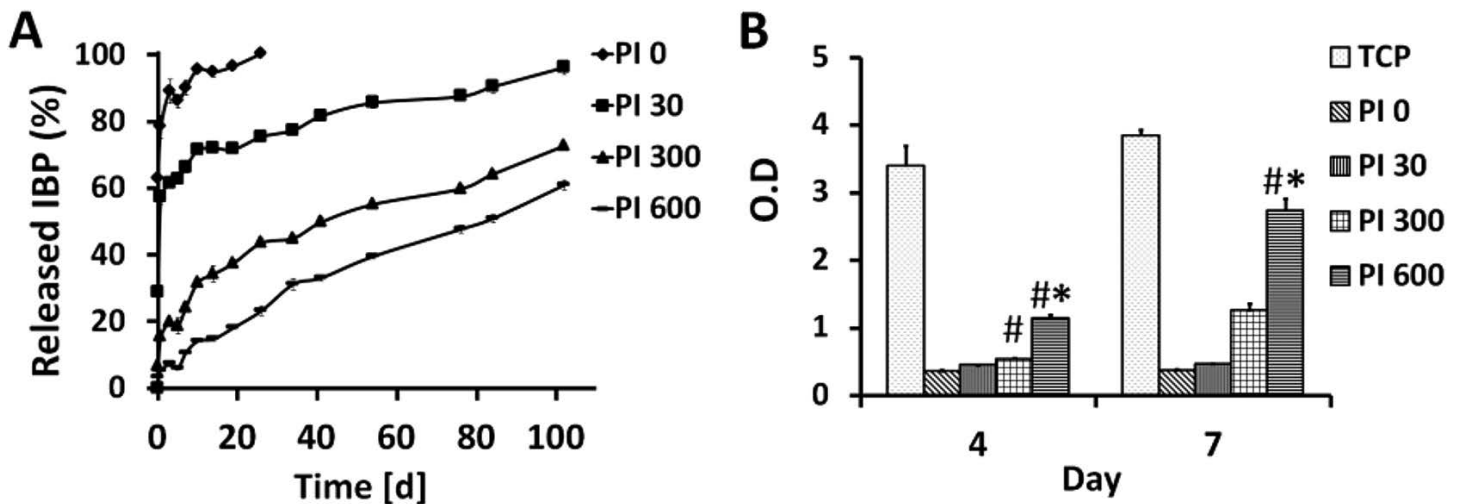 A
Released IBP (%)
100
80
60
40
20
0
0 20 40 60 80 100
Time [d]
PI 0
PI 30
PI 300
PI 600
B
O.D
5
4
3
2
1
0
#
#*
#*
4 7
Day
TCP
PI 0
PI 30
PI 300
PI 600